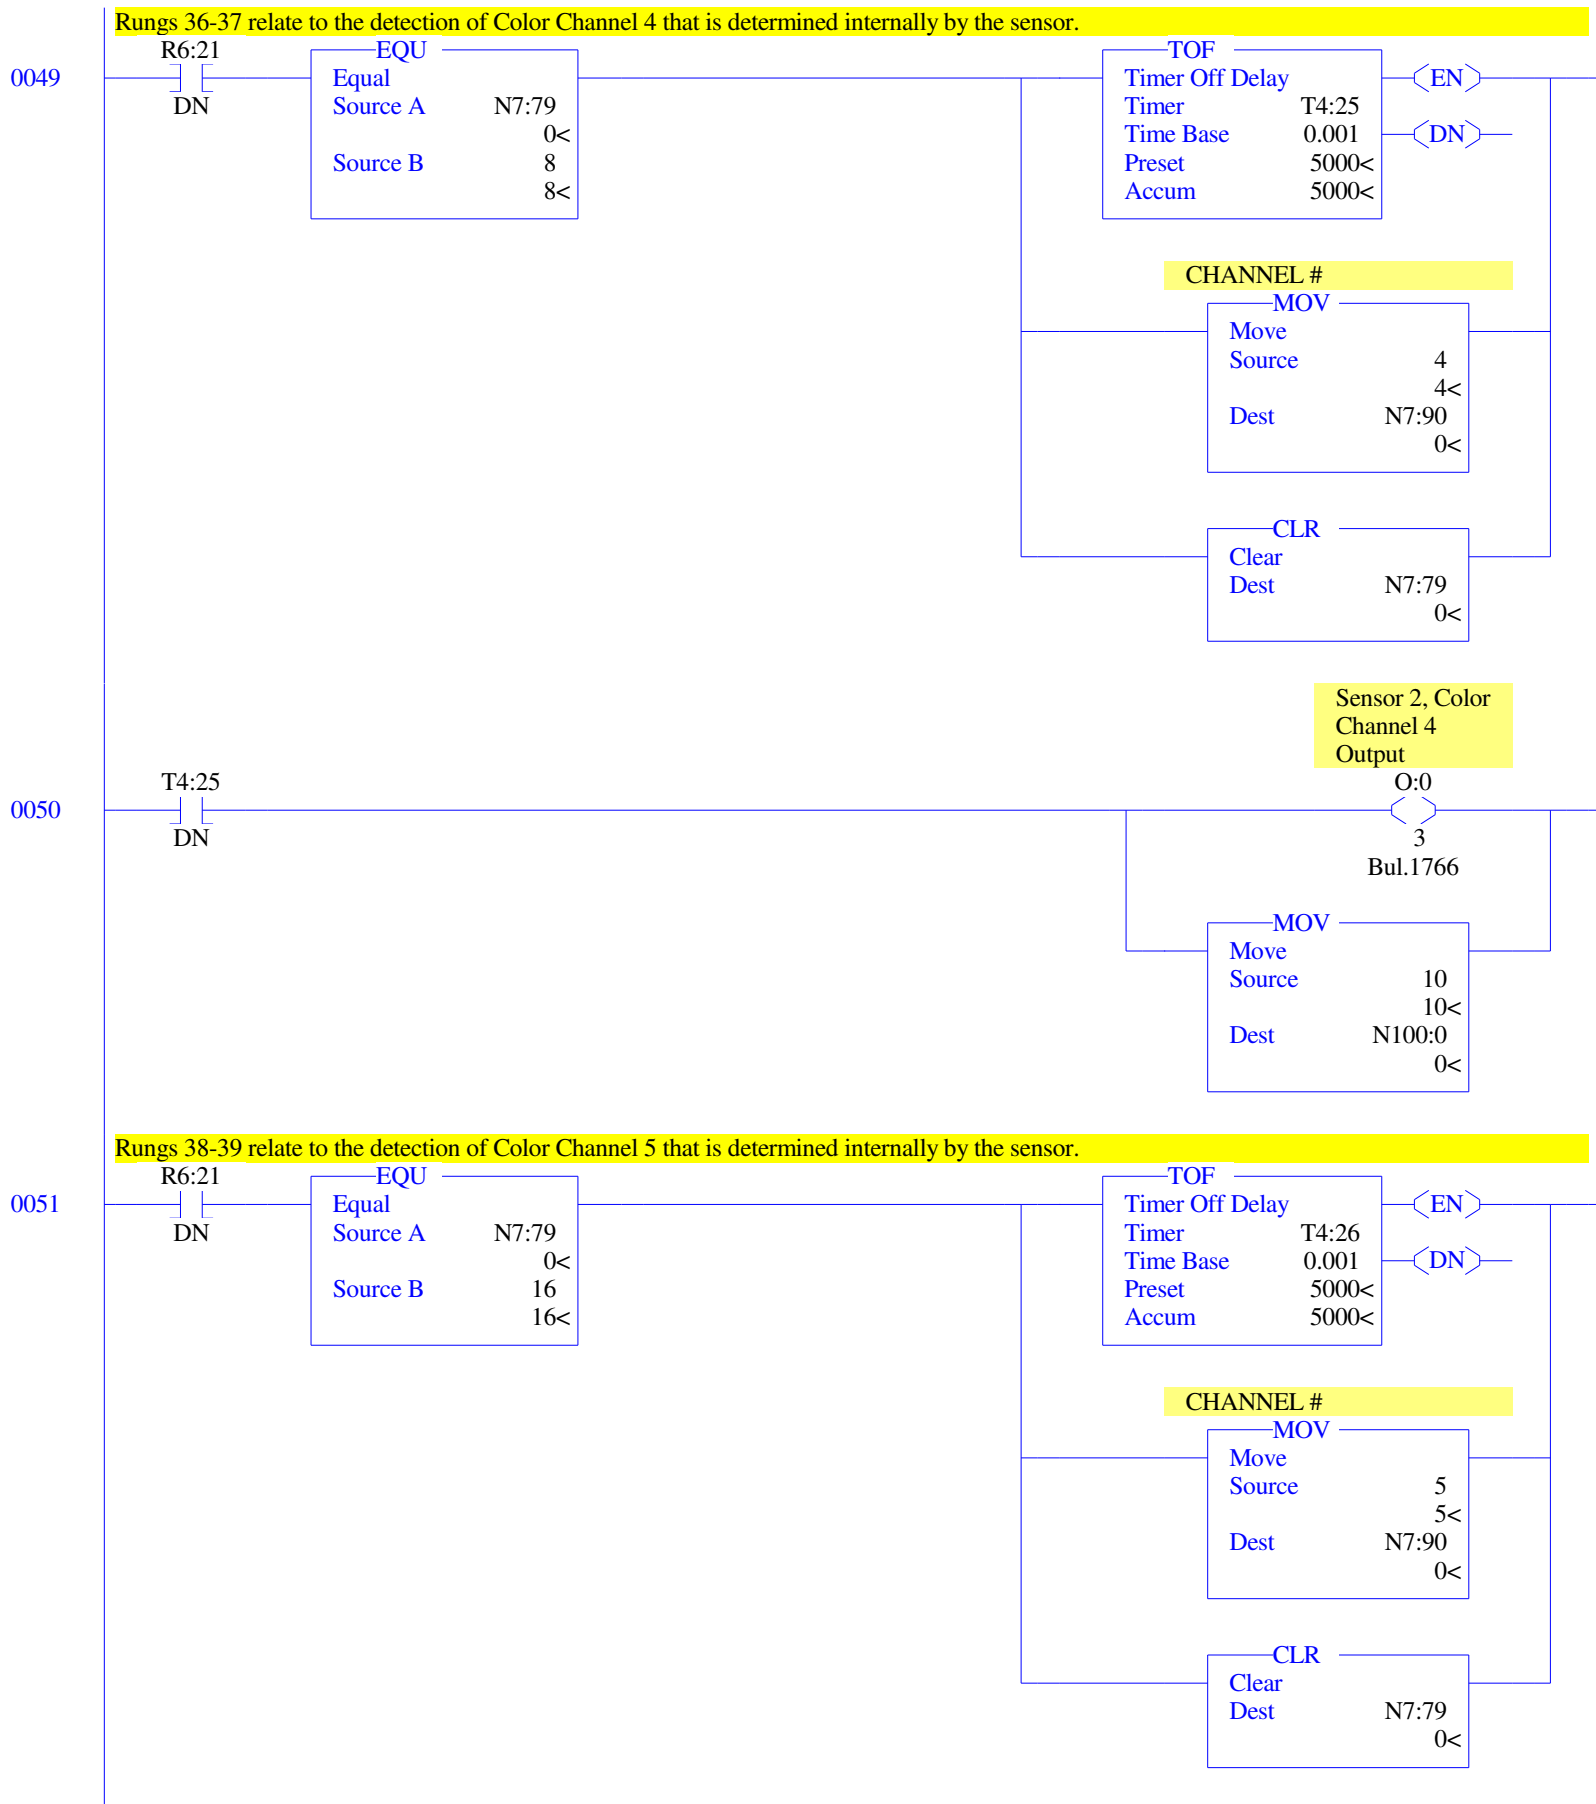 Rungs 36-37 relate to the detection of Color Channel 4 that is determined internally by the sensor.
0049
R6:21
DN
EQU
Equal
Source A N7:79
0<
Source B 8
8<
TOF
Timer Off Delay
Timer T4:25
Time Base 0.001
Preset 5000<
Accum 5000<
EN
DN
CHANNEL #
MOV
Move
Source 4
4<
Dest N7:90
0<
CLR
Clear
Dest N7:79
0<
0050
T4:25
DN
Sensor 2, Color
Channel 4
Output
O:0
3
Bul.1766
MOV
Move
Source 10
10<
Dest N100:0
0<
Rungs 38-39 relate to the detection of Color Channel 5 that is determined internally by the sensor.
0051
R6:21
DN
EQU
Equal
Source A N7:79
0<
Source B 16
16<
TOF
Timer Off Delay
Timer T4:26
Time Base 0.001
Preset 5000<
Accum 5000<
EN
DN
CHANNEL #
MOV
Move
Source 5
5<
Dest N7:90
0<
CLR
Clear
Dest N7:79
0<